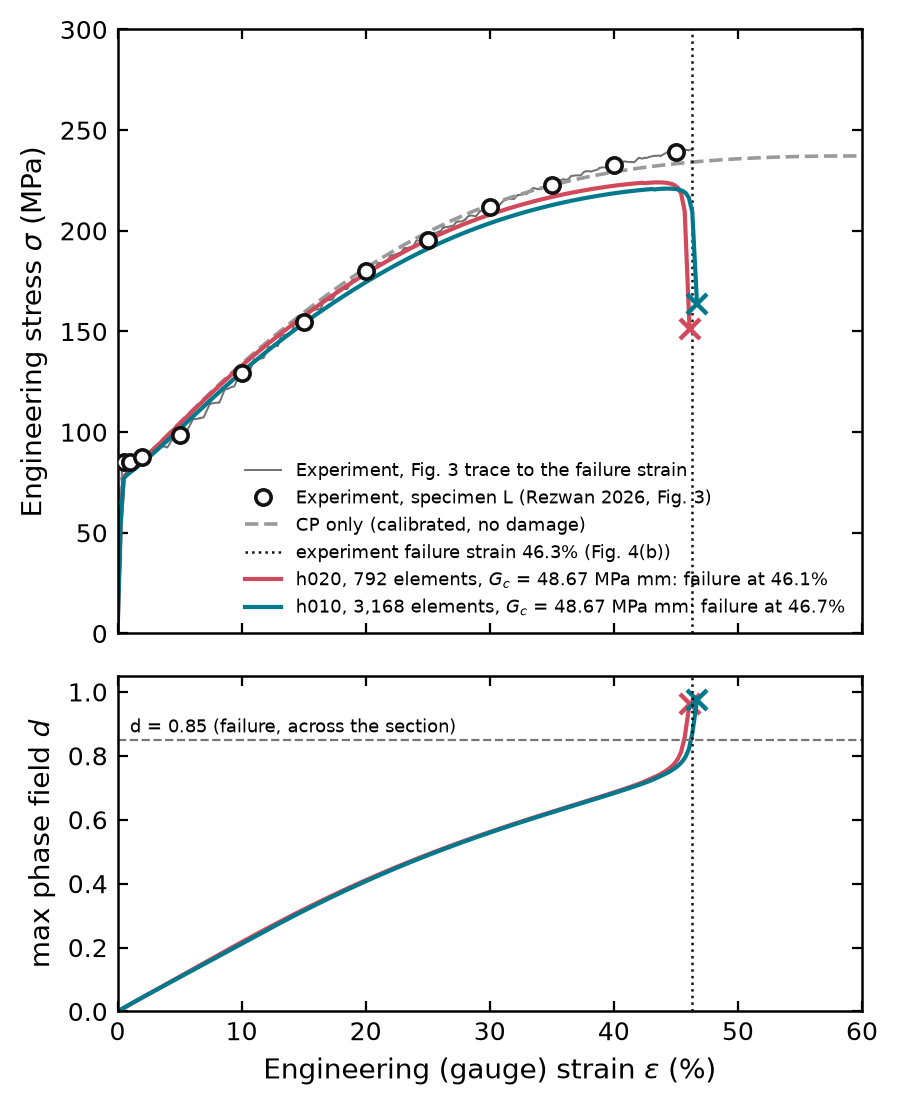 300
250
200
150
100
50
0
Engineering stress σ (MPa)
Experiment, Fig. 3 trace to the failure strain
Experiment, specimen L (Rezwan 2026, Fig. 3)
CP only (calibrated, no damage)
experiment failure strain 46.3% (Fig. 4(b))
h020, 792 elements, G_c = 48.67 MPa mm: failure at 46.1%
h010, 3,168 elements, G_c = 48.67 MPa mm: failure at 46.7%
1.0
0.8
0.6
0.4
0.2
0.0
max phase field d
d = 0.85 (failure, across the section)
0 10 20 30 40 50 60
Engineering (gauge) strain ε (%)